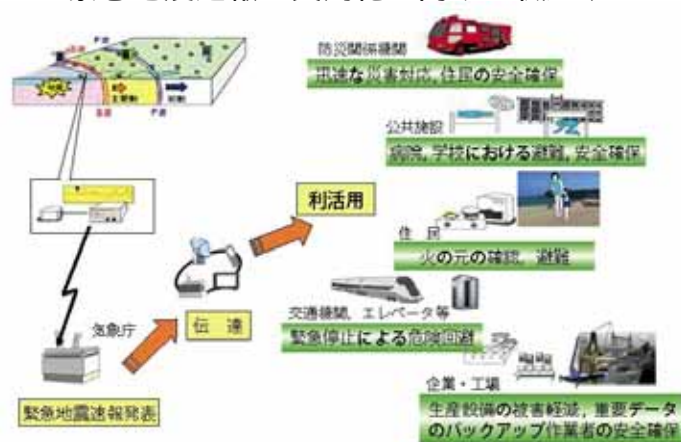 防災関係機関
迅速な災害対応,住民の安全確保
公共施設
病院,学校における避難,安全確保
利活用
住 民
火の元の確認,避難
伝 達
交通機関,エレベータ等
緊急停止による危険回避
気象庁
緊急地震速報発表
企業・工場
生産設備の被害軽減,重要データ
のバックアップ作業者の安全確保